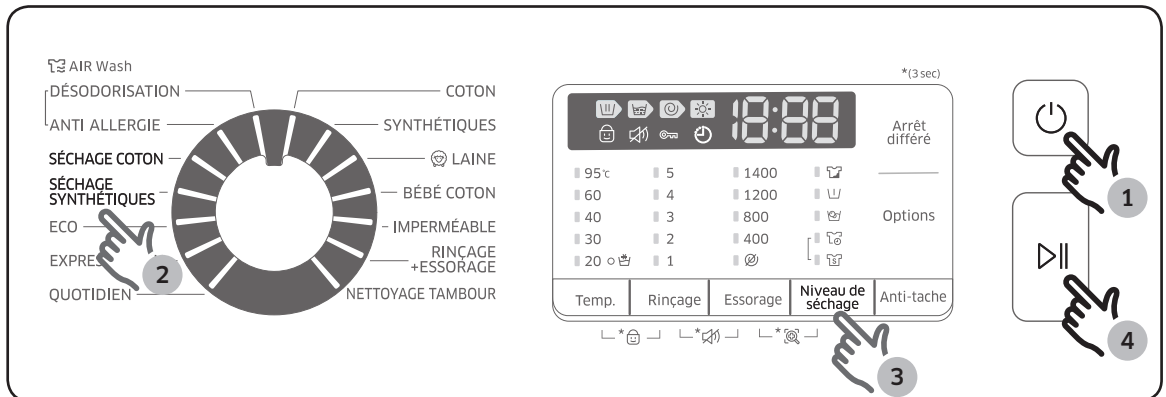 AIR Wash
DÉSODORISATION
ANTI ALLERGIE
SÉCHAGE COTON
SÉCHAGE
SYNTHÉTIQUES
ECO
EXPRES
QUOTIDIEN
COTON
SYNTHÉTIQUES
LAINE
BÉBÉ COTON
IMPERMÉABLE
RINÇAGE
+ESSORAGE
NETTOYAGE TAMBOUR
2
*(3 sec)
18:88
Arrêt
différé
Options
95℃ 5 1400
60 4 1200
40 3 800
30 2 400
20 1
Temp. Rinçage Essorage Niveau de
séchage Anti-tache
* * *
3
1
4